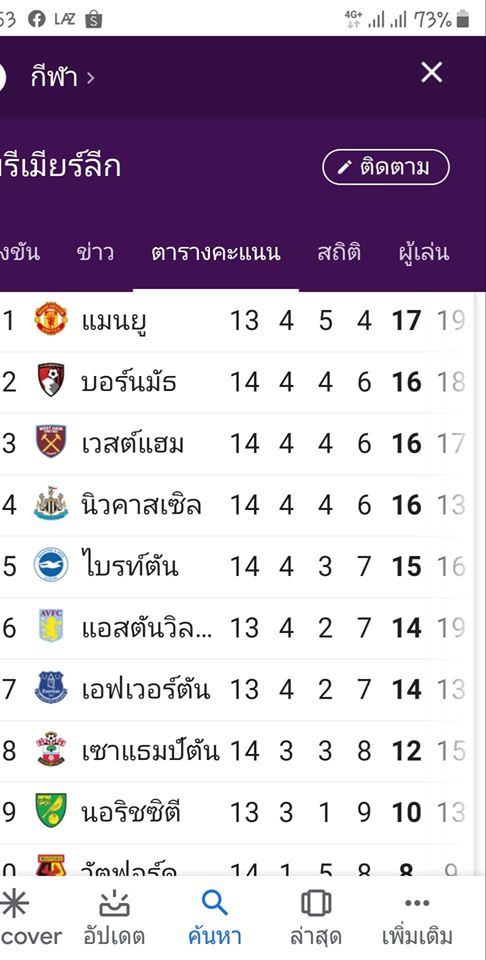 53 LAZ 4G+ 73%
กีฬา
รีเมียร์ลีก ติดตาม
งขัน ข่าว ตารางคะแนน สถิติ ผู้เล่น
1 แมนยู 13 4 5 4 17 19
2 บอร์นมัธ 14 4 4 6 16 18
3 เวสต์แฮม 14 4 4 6 16 17
4 นิวคาสเซิล 14 4 4 6 16 13
5 ไบรท์ตัน 14 4 3 7 15 16
6 AVFC แอสตันวิล... 13 4 2 7 14 19
7 Everton เอฟเวอร์ตัน 13 4 2 7 14 13
8 เซาแธมป์ตัน 14 3 3 8 12 15
9 นอริชซิตี 13 3 1 9 10 13
0 วัตฟอร์ด 14 1 5 8 8 9
cover อัปเดต ค้นหา ล่าสุด เพิ่มเติม